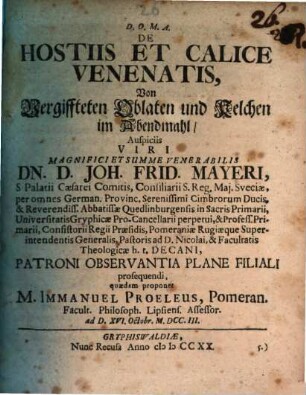 D. O. M. A.
DE
HOSTIIS ET CALICE
VENENATIS,
Von
Vergiffteten Oblaten und Kelchen
im Abendmahl/
Auspiciis
VIRI
MAGNIFICI ET SUMME VENERABILIS
DN. D. JOH. FRID. MAYERI,
S. Palatii Cæsarei Comitis, Consiliarii S. Reg. Maj. Sveciæ,
per omnes German. Provinc. Serenissimi Cimbrorum Ducis,
& Reverendiss. Abbatissæ Quedlinburgensis in Sacris Primarii,
Universitatis Gryphicæ Pro-Cancellarii perpetui, & Profess. Pri-
marii, Consistorii Regii Præsidis, Pomeraniæ Rugiæque Super-
intendentis Generalis, Pastoris ad D. Nicolai, & Facultatis
Theologicæ h. t. DECANI,
PATRONI OBSERVANTIA PLANE FILIALI
prosequendi,
quædam proponet
M. IMMANUEL PROELEUS, Pomeran.
Facult. Philosoph. Lipsiens. Assessor.
ad D. XVI. Octobr. M. DCC. III.
GRYPHISWALDIÆ,
Nunc Recusa Anno cIɔ Iɔ CC XX.